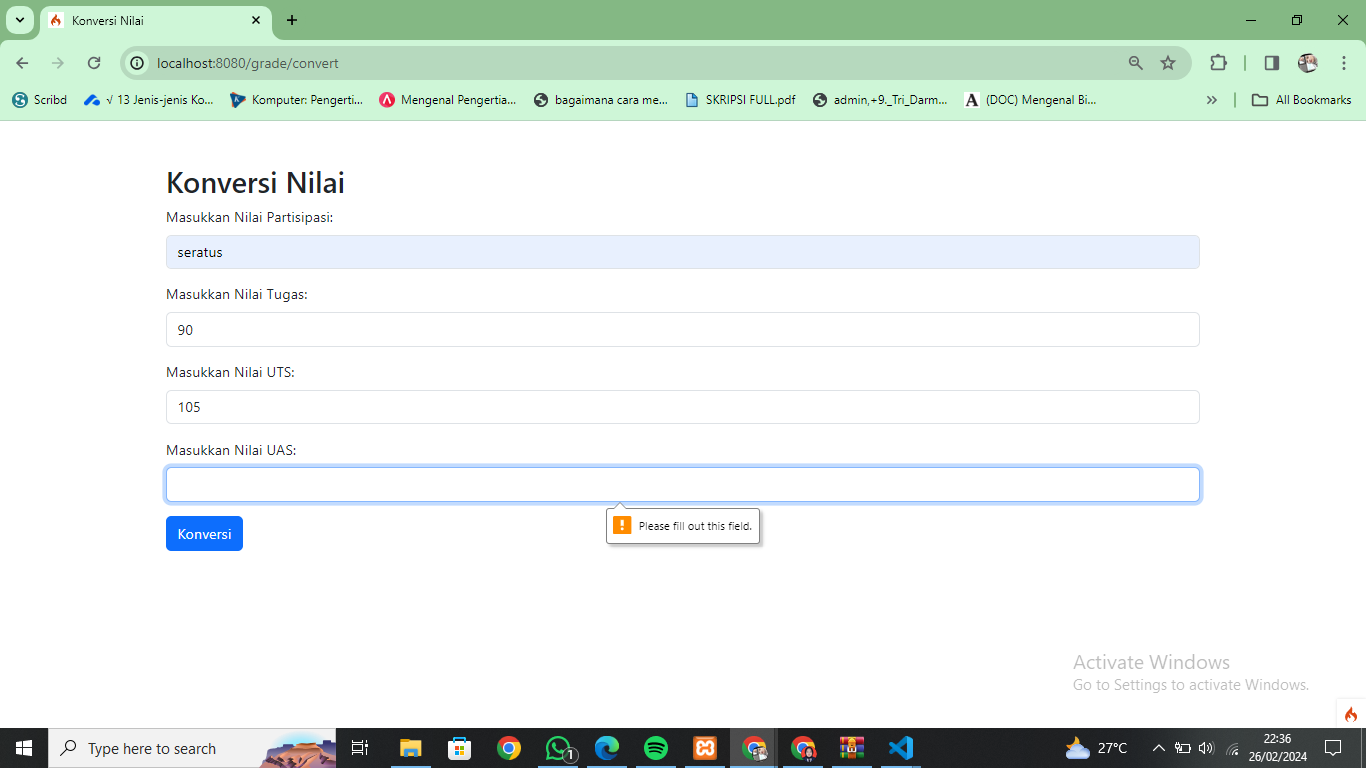 Konversi Nilai
localhost:8080/grade/convert
Scribd
√ 13 Jenis-jenis Ko...
Komputer: Pengerti...
Mengenal Pengertia...
bagaimana cara me...
SKRIPSI FULL.pdf
admin,+9._Tri_Darm...
(DOC) Mengenal Bi...
All Bookmarks
Konversi Nilai
Masukkan Nilai Partisipasi:
seratus
Masukkan Nilai Tugas:
90
Masukkan Nilai UTS:
105
Masukkan Nilai UAS:
Please fill out this field.
Konversi
Activate Windows
Go to Settings to activate Windows.
Type here to search
1
27°C
22:36
26/02/2024